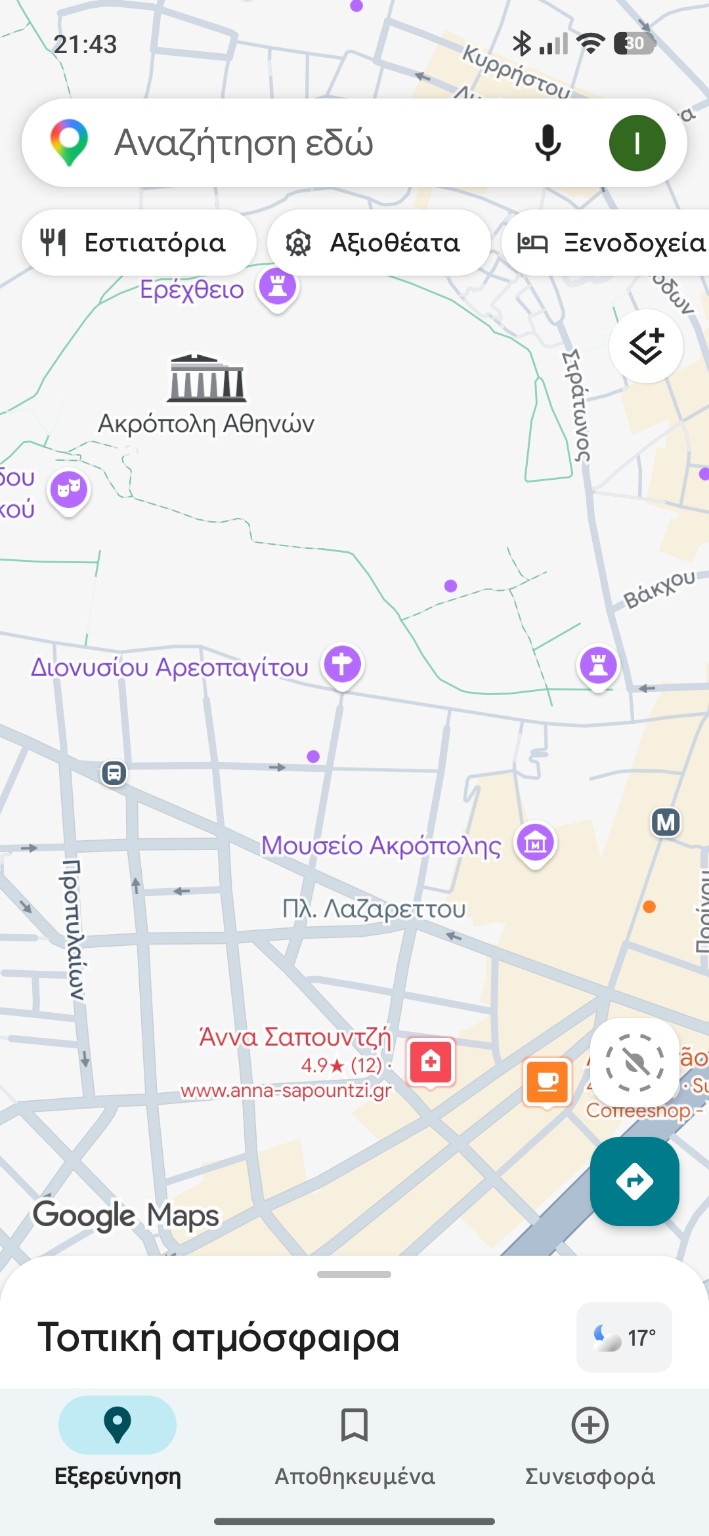 21:43
30
Κυρρήστου
Αναζήτηση εδώ
I
Εστιατόρια
Αξιοθέατα
Ξενοδοχεία
Ερέχθειο
Στράτωνος
Ακρόπολη Αθηνών
Βάκχου
Διονυσίου Αρεοπαγίτου
M
Μουσείο Ακρόπολης
Προπυλαίων
Πλ. Λαζαρεττου
Άννα Σαπουντζή
4.9★ (12) ·
www.anna-sapountzi.gr
Coffeeshop -
Google Maps
Τοπική ατμόσφαιρα
17°
Εξερεύνηση
Αποθηκευμένα
Συνεισφορά